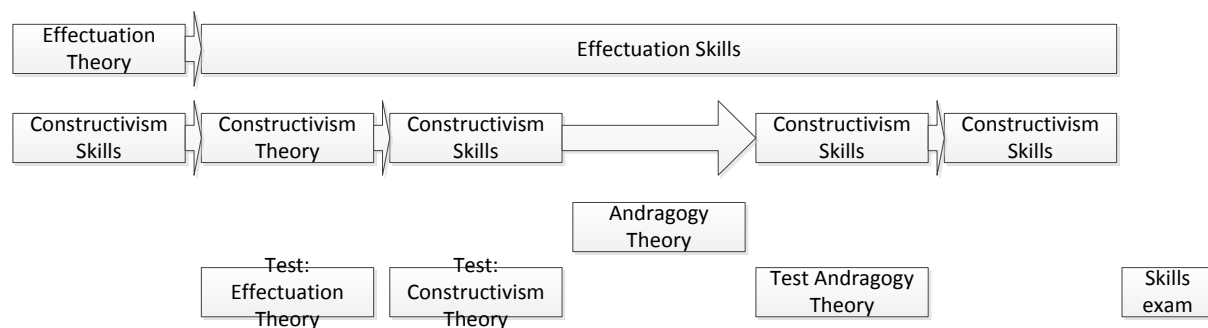 Effectuation
Theory
Effectuation Skills
Constructivism
Skills
Constructivism
Theory
Constructivism
Skills
Constructivism
Skills
Constructivism
Skills
Andragogy
Theory
Test:
Effectuation
Theory
Test:
Constructivism
Theory
Test Andragogy
Theory
Skills
exam